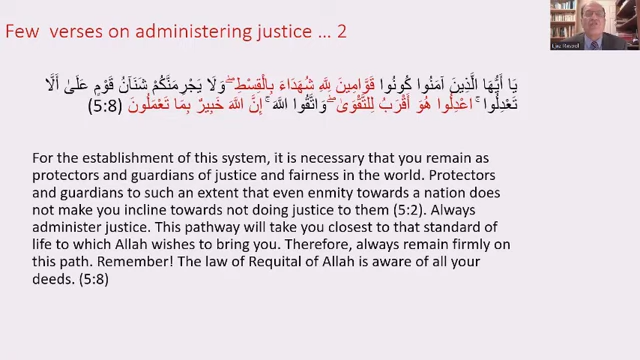 Few verses on administering justice ... 2
يَا أَيُّهَا الَّذِينَ آمَنُوا كُونُوا قَوَّامِينَ لِلَّهِ شُهَدَاءَ بِالْقِسْطِ ۖ وَلَا يَجْرِمَنَّكُمْ شَنَآنُ قَوْمٍ عَلَىٰ أَلَّا
تَعْدِلُوا ۚ اعْدِلُوا هُوَ أَقْرَبُ لِلتَّقْوَىٰ ۖ وَاتَّقُوا اللَّهَ ۚ إِنَّ اللَّهَ خَبِيرٌ بِمَا تَعْمَلُونَ (5:8)
For the establishment of this system, it is necessary that you remain as
protectors and guardians of justice and fairness in the world. Protectors
and guardians to such an extent that even enmity towards a nation does
not make you incline towards not doing justice to them (5:2). Always
administer justice. This pathway will take you closest to that standard of
life to which Allah wishes to bring you. Therefore, always remain firmly on
this path. Remember! The law of Requital of Allah is aware of all your
deeds. (5:8)